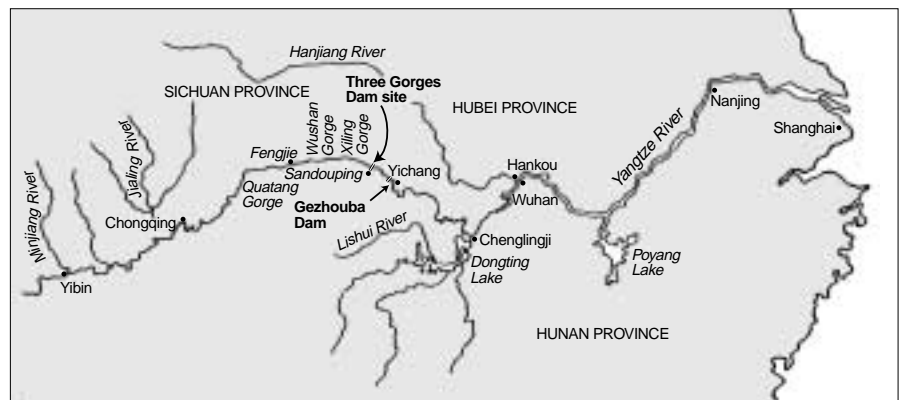 Hanjiang River
Three Gorges
Dam site
SICHUAN PROVINCE
HUBEI PROVINCE
Nanjing
Shanghai
Yangtze River
Jialing River
Minjiang River
Wushan
Gorge
Xiling
Gorge
Fengjie
Sandouping
Yichang
Hankou
Wuhan
Quatang
Gorge
Gezhouba
Dam
Chongqing
Lishui River
Chenglingji
Dongting
Lake
Poyang
Lake
Yibin
HUNAN PROVINCE